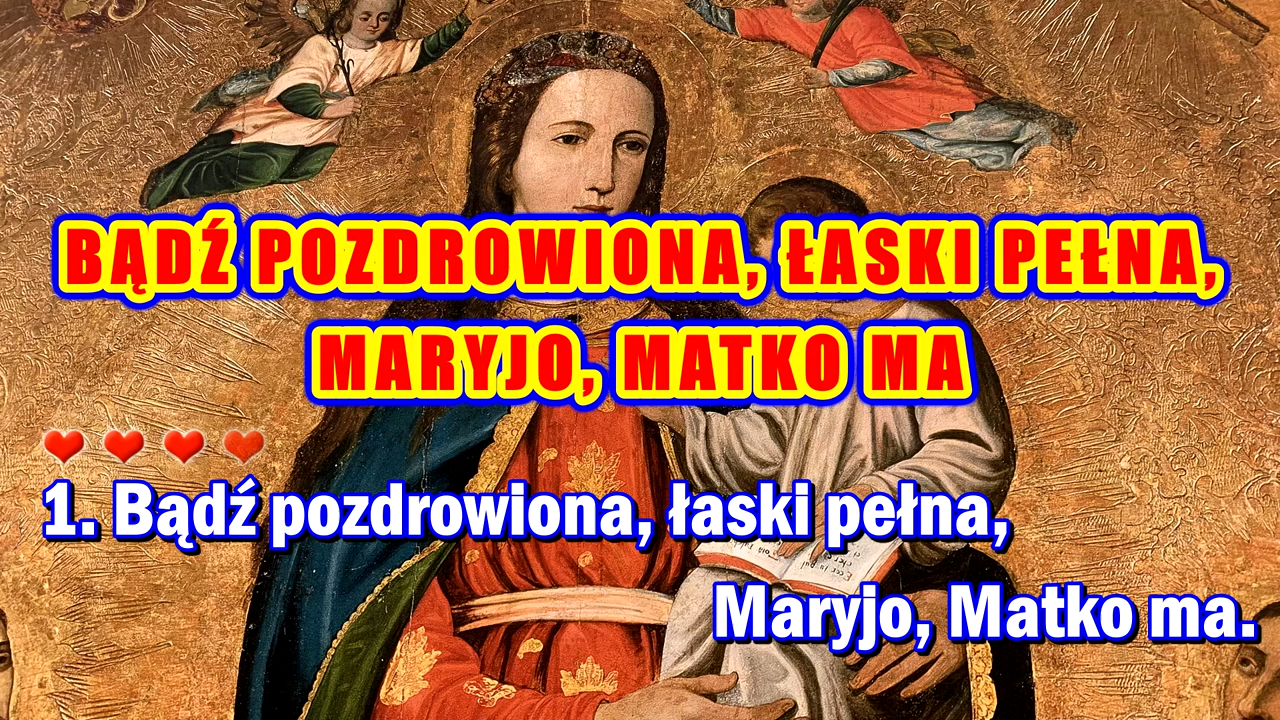 BĄDŹ POZDROWIONA, ŁASKI PEŁNA,
MARYJO, MATKO MA
1. Bądź pozdrowiona, łaski pełna,
Maryjo, Matko ma.